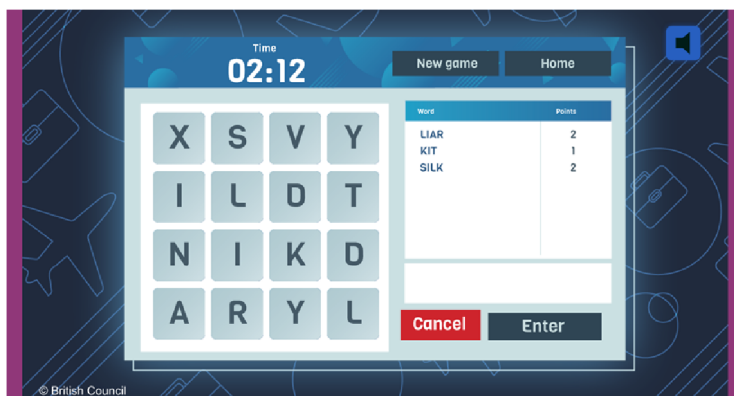 Time
02:12
New game Home
X S V Y
I L D T
N I K D
A R Y L
Word Points
LIAR 2
KIT 1
SILK 2
Cancel Enter
© British Council